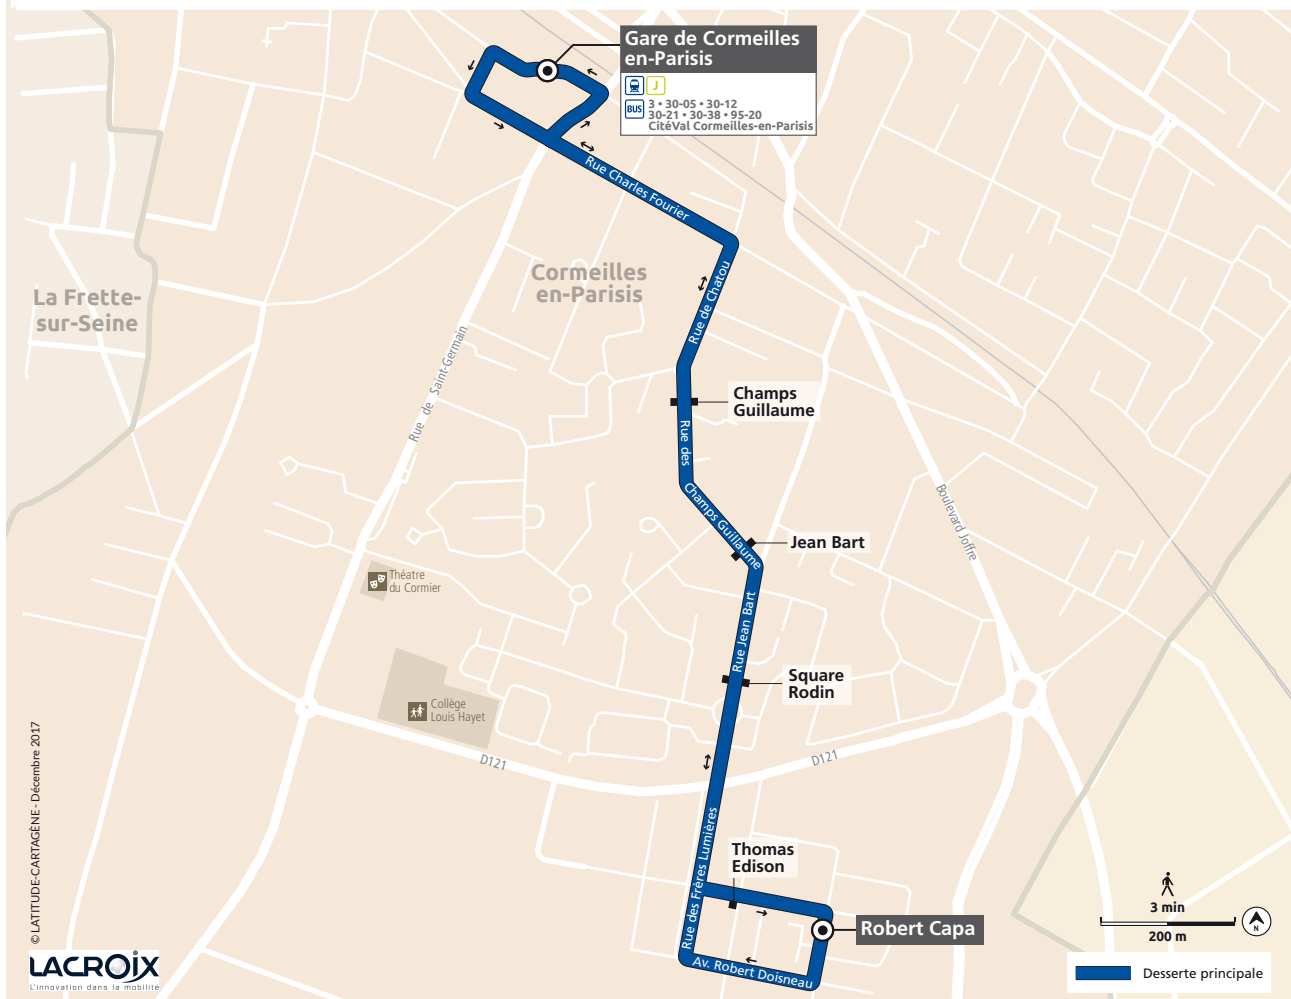 Gare de Cormeilles
en-Parisis
J
BUS
3 • 30-05 • 30-12
30-21 • 30-38 • 95-20
CitéVal Cormeilles-en-Parisis
Rue Charles Fourier
Cormeilles
en-Parisis
La Frette-
sur-Seine
Rue de Chatou
Rue de Saint-Germain
Champs
Guillaume
Rue des
Champs Guillaume
Boulevard Joffre
Jean Bart
Théatre
du Cormier
Rue Jean Bart
Square
Rodin
Collège
Louis Hayet
D121
D121
Rue des Frères Lumières
Thomas
Edison
Robert Capa
Av. Robert Doisneau
3 min
200 m
N
Desserte principale
© LATITUDE-CARTAGÈNE - Décembre 2017
LACROIX
L'innovation dans la mobilité